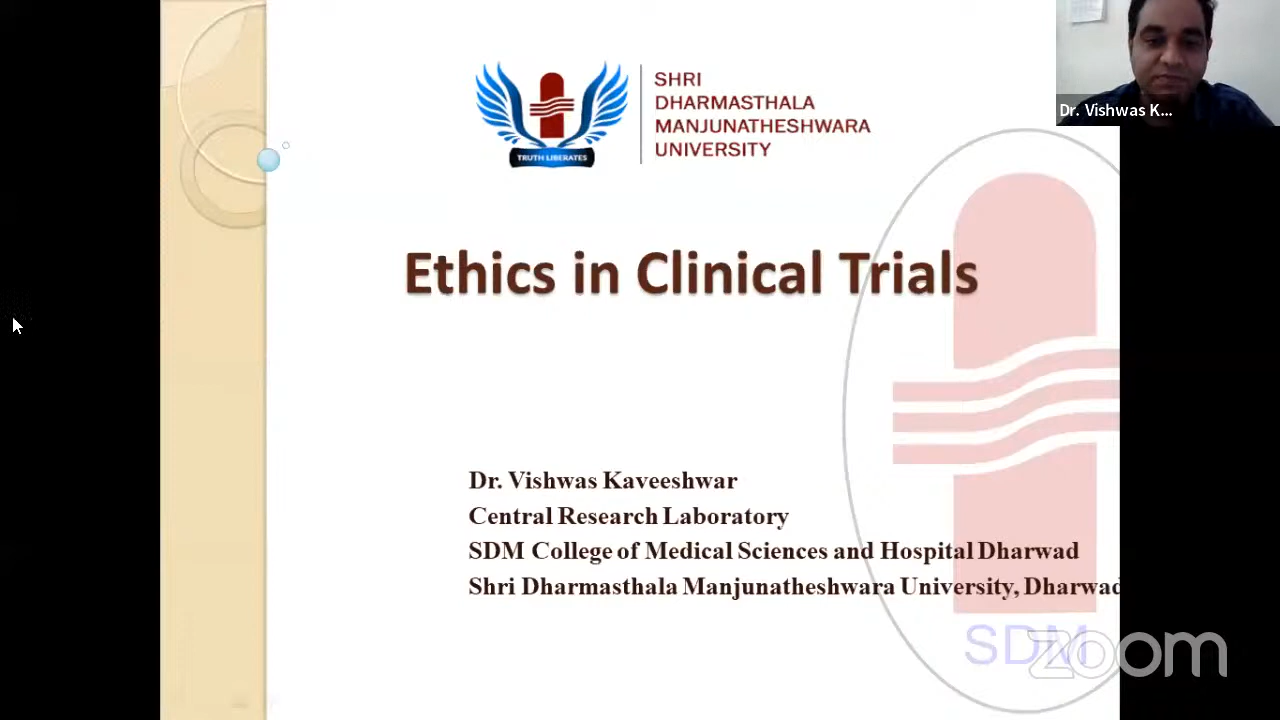 SHRI
DHARMASTHALA
MANJUNATHESHWARA
UNIVERSITY
TRUTH LIBERATES
Dr. Vishwas K...
Ethics in Clinical Trials
Dr. Vishwas Kaveeshwar
Central Research Laboratory
SDM College of Medical Sciences and Hospital Dharwad
Shri Dharmasthala Manjunatheshwara University, Dharwad
SDM
zoom